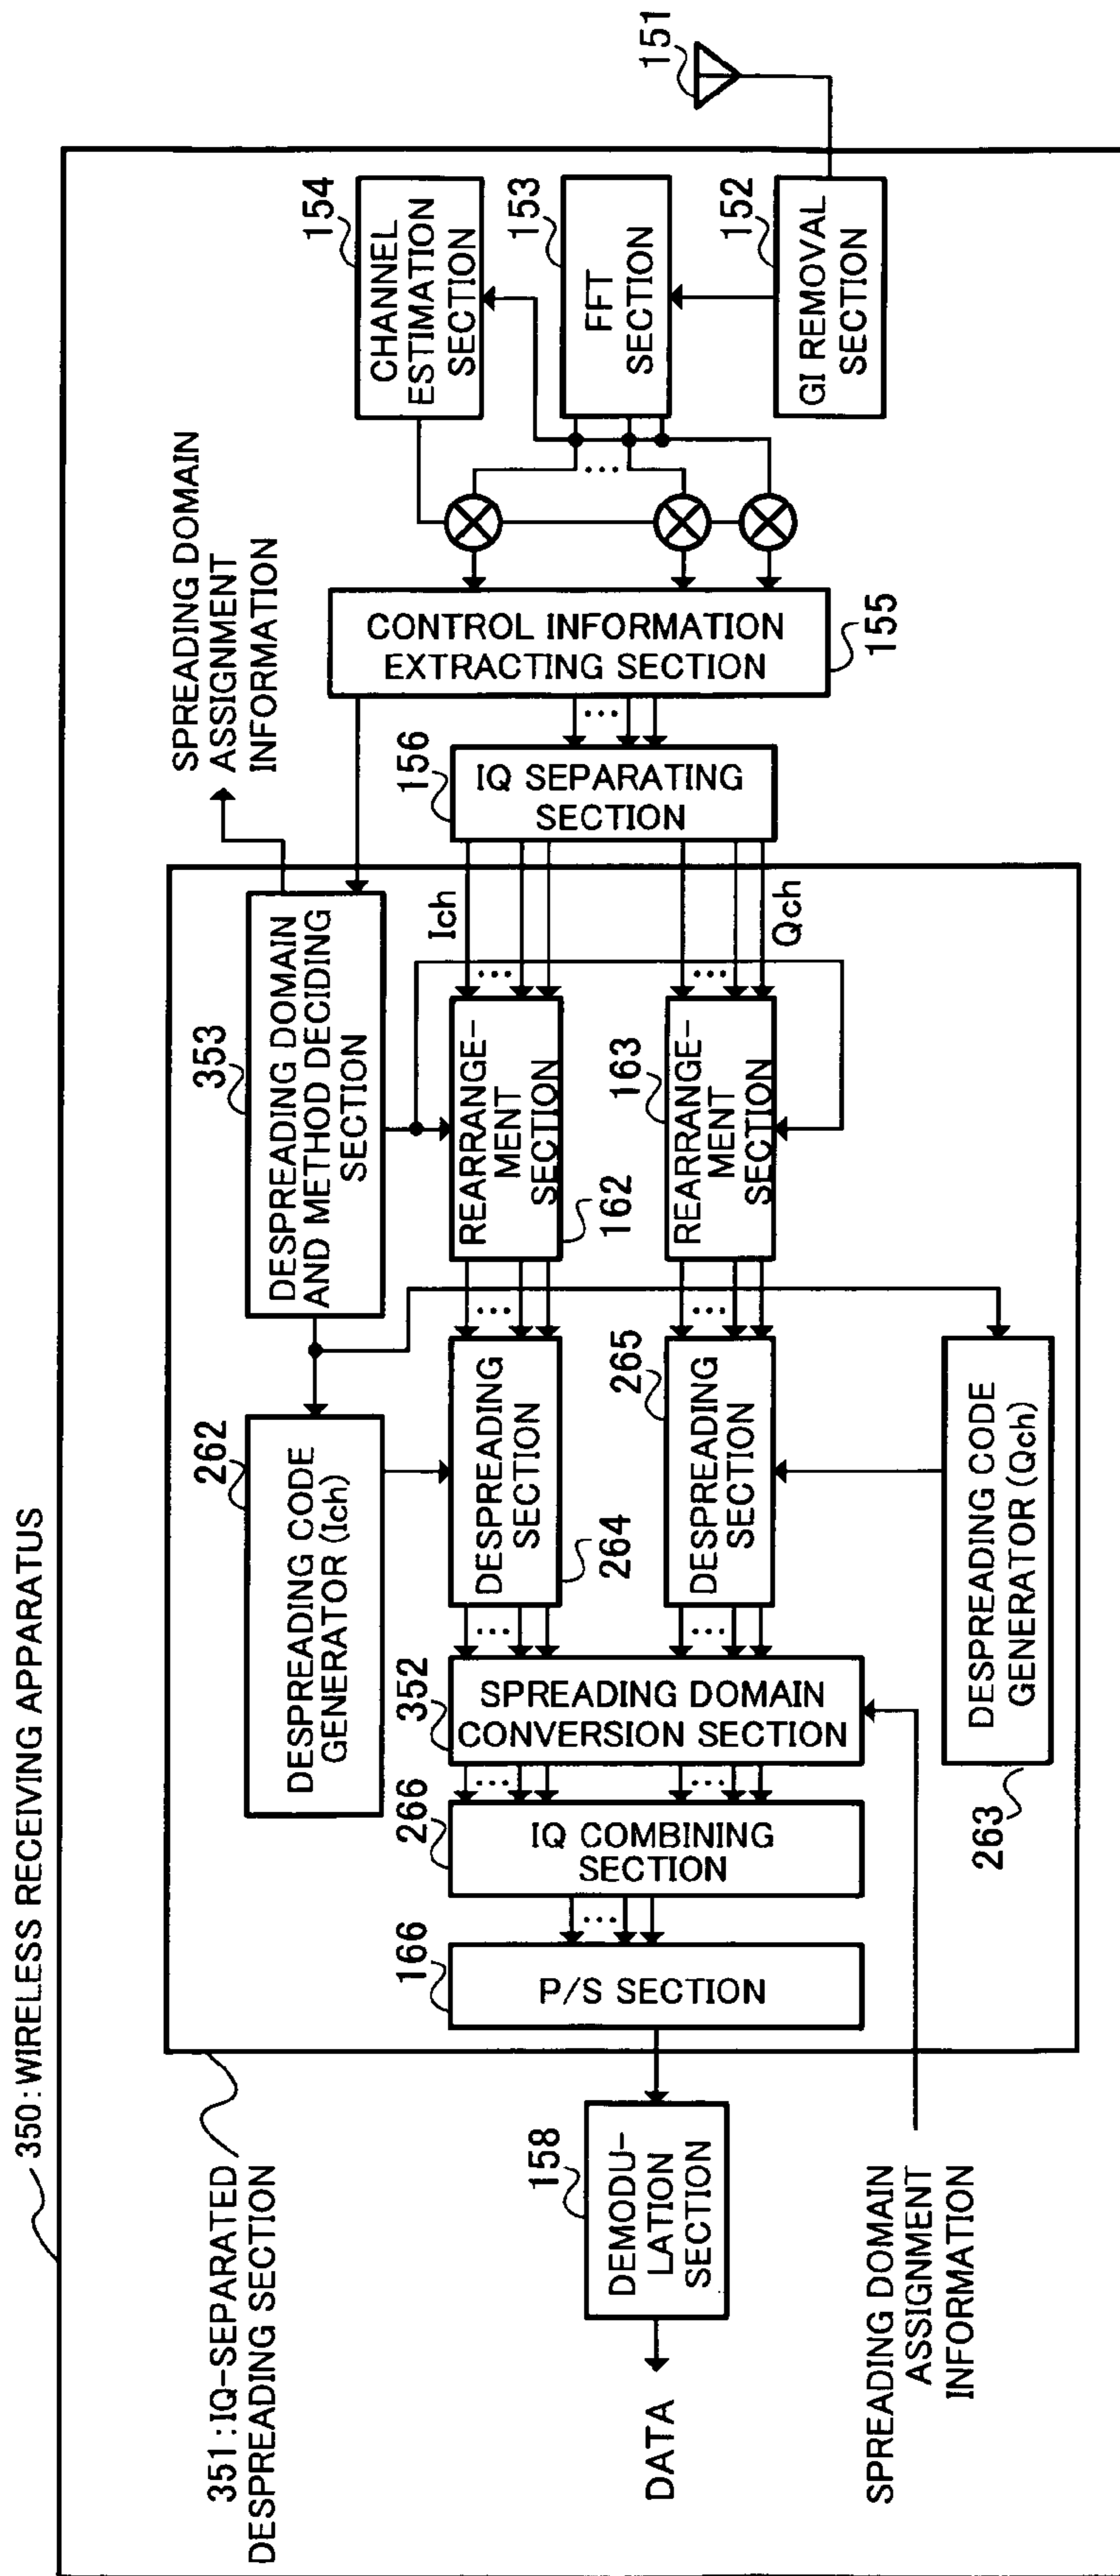 350:WIRELESS RECEIVING APPARATUS
351:IQ-SEPARATED
DESPREADING SECTION
SPREADING DOMAIN
ASSIGNMENT
INFORMATION
151
152
GI REMOVAL
SECTION
153
FFT
SECTION
154
CHANNEL
ESTIMATION
SECTION
155
CONTROL INFORMATION
EXTRACTING SECTION
156
IQ SEPARATING
SECTION
Ich
Qch
353
DESPREADING DOMAIN
AND METHOD DECIDING
SECTION
162
REARRANGE-
MENT
SECTION
163
REARRANGE-
MENT
SECTION
262
DESPREADING CODE
GENERATOR (Ich)
263
DESPREADING CODE
GENERATOR (Qch)
264
DESPREADING
SECTION
265
DESPREADING
SECTION
352
SPREADING DOMAIN
CONVERSION SECTION
266
IQ COMBINING
SECTION
166
P/S SECTION
158
DEMODU-
LATION
SECTION
DATA
SPREADING DOMAIN
ASSIGNMENT
INFORMATION